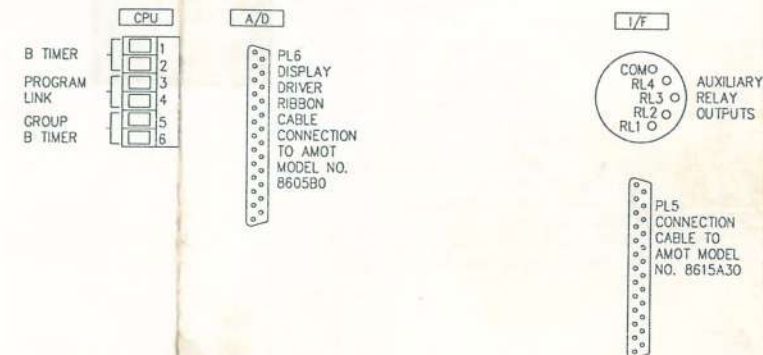 CPU
B TIMER
PROGRAM
LINK
GROUP
B TIMER
1
2
3
4
5
6
A/D
PL6
DISPLAY
DRIVER
RIBBON
CABLE
CONNECTION
TO AMOT
MODEL NO.
8605B0
I/F
COM
RL4
RL3
RL2
RL1
AUXILIARY
RELAY
OUTPUTS
PL5
CONNECTION
CABLE TO
AMOT MODEL
NO. 8615A30